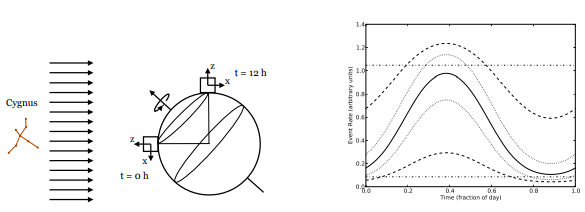 Cygnus
z
x
t = 12 h
z
x
t = 0 h
Event Rate (arbitrary units)
1.4
1.2
1.0
0.8
0.6
0.4
0.2
0.0
0.0 0.2 0.4 0.6 0.8 1.0
Time (fraction of day)